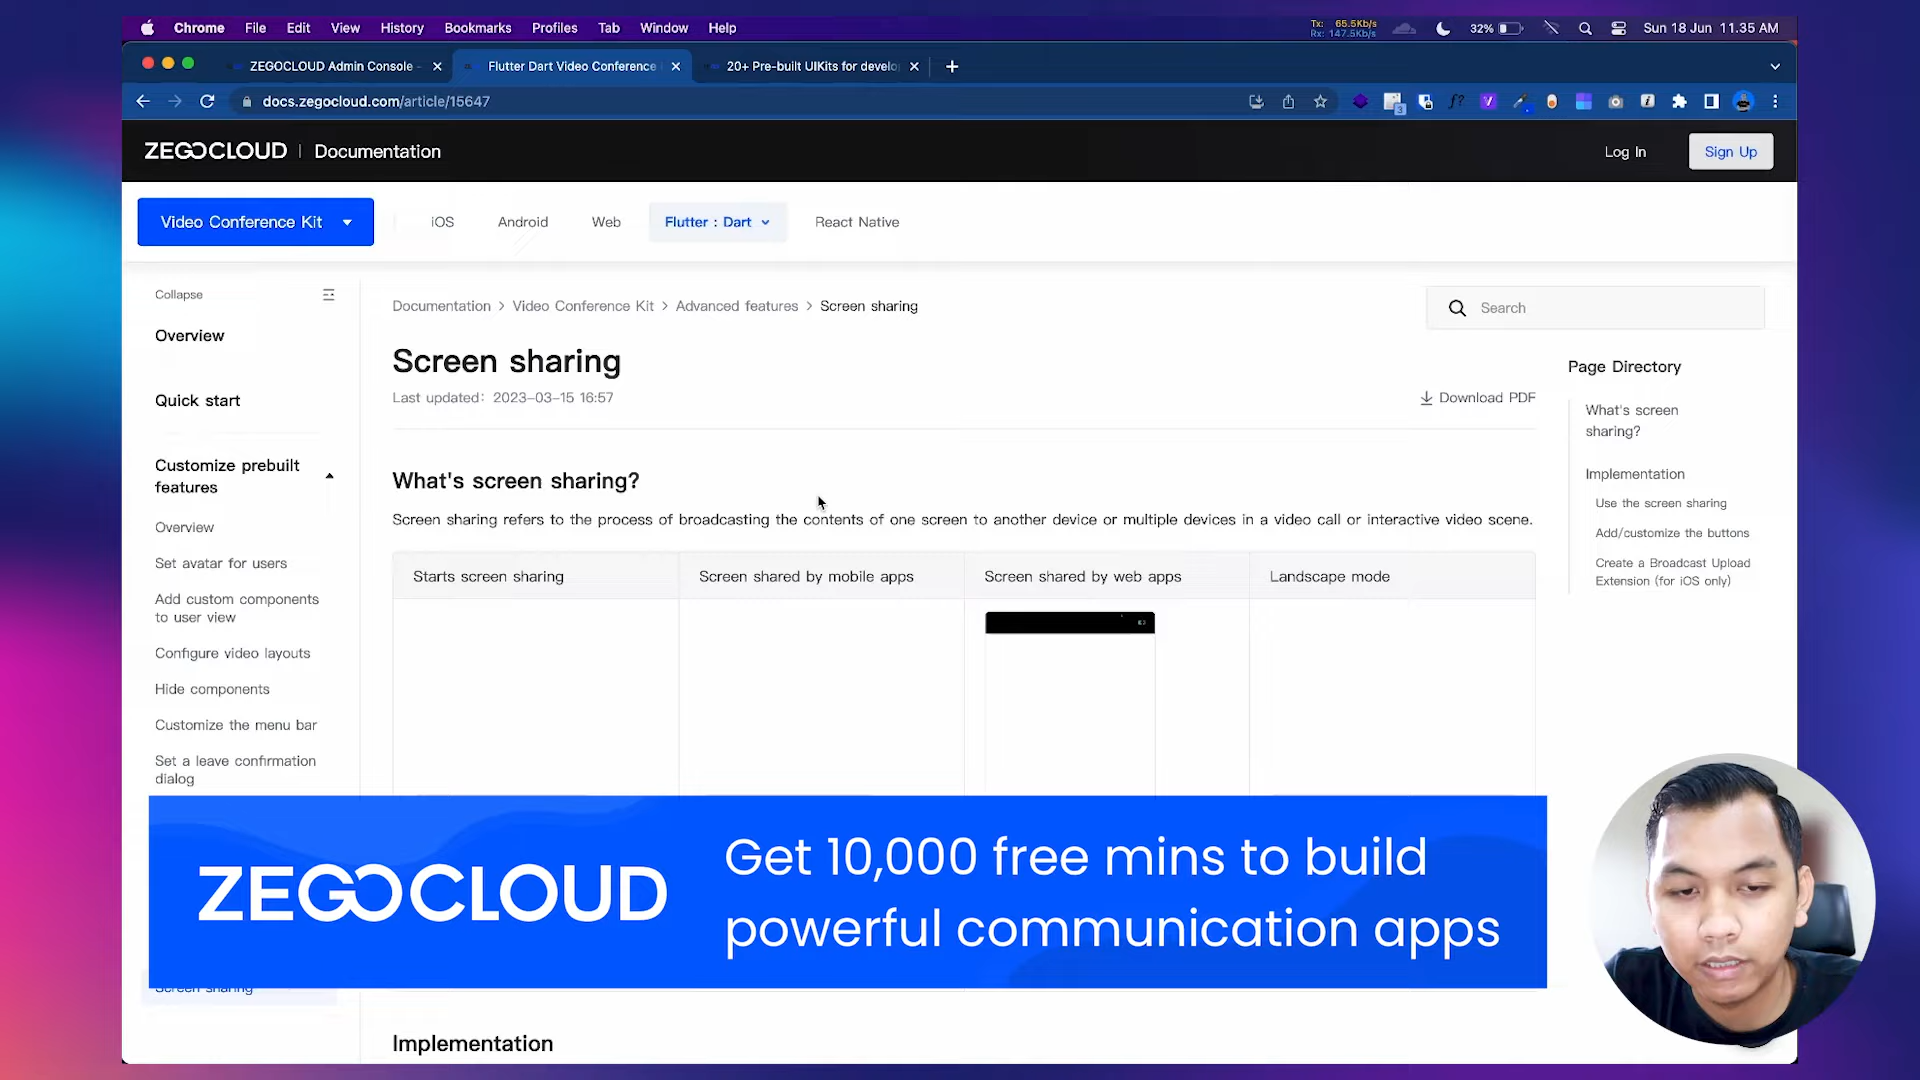 Chrome File Edit View History Bookmarks Profiles Tab Window Help
Tx: 65.5Kb/s
Rx: 147.5Kb/s
32%
Sun 18 Jun 11.35 AM
ZEGOCLOUD Admin Console -
Flutter Dart Video Conference
20+ Pre-built UIKits for develo
docs.zegocloud.com/article/15647
ZEGOCLOUD | Documentation
Log In
Sign Up
Video Conference Kit
iOS
Android
Web
Flutter : Dart
React Native
Collapse
Overview
Quick start
Customize prebuilt
features
Overview
Set avatar for users
Add custom components
to user view
Configure video layouts
Hide components
Customize the menu bar
Set a leave confirmation
dialog
Screen sharing
Documentation > Video Conference Kit > Advanced features > Screen sharing
Search
Screen sharing
Last updated: 2023-03-15 16:57
Download PDF
What's screen sharing?
Screen sharing refers to the process of broadcasting the contents of one screen to another device or multiple devices in a video call or interactive video scene.
Starts screen sharing
Screen shared by mobile apps
Screen shared by web apps
Landscape mode
Implementation
Page Directory
What's screen
sharing?
Implementation
Use the screen sharing
Add/customize the buttons
Create a Broadcast Upload
Extension (for iOS only)
ZEGOCLOUD
Get 10,000 free mins to build
powerful communication apps